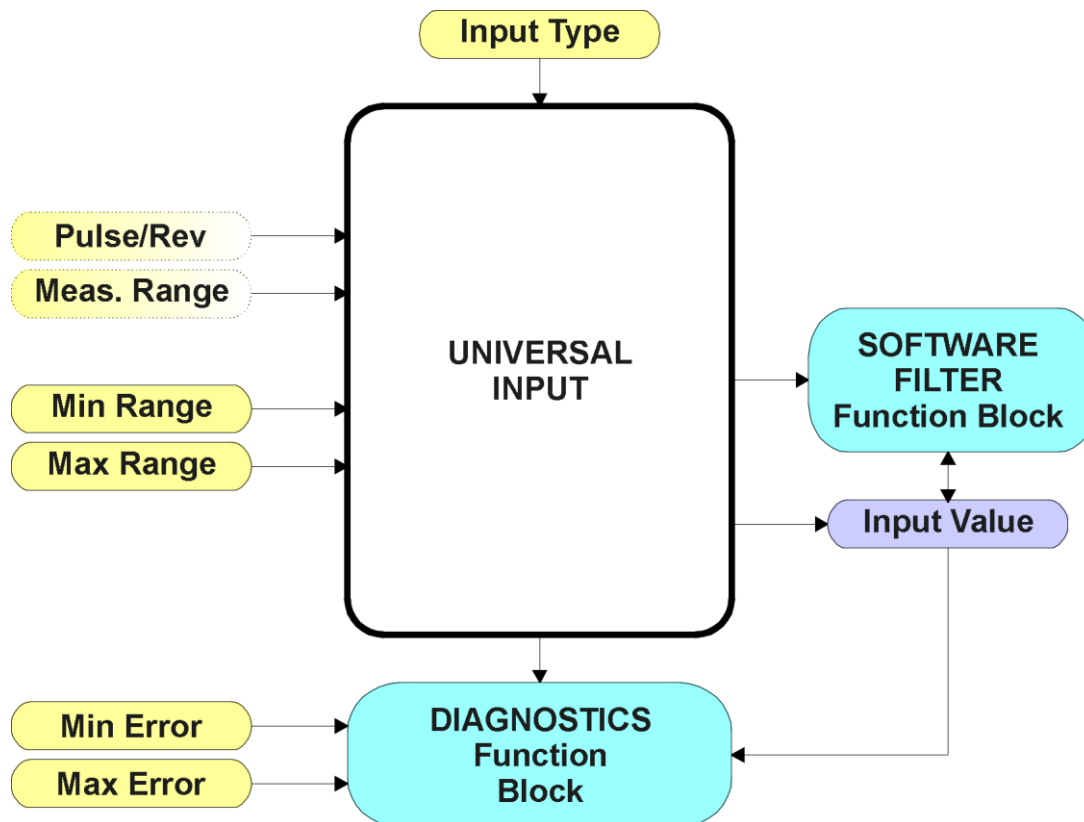 Input Type
Pulse/Rev
Meas. Range
Min Range
Max Range
UNIVERSAL
INPUT
SOFTWARE
FILTER
Function Block
Input Value
Min Error
Max Error
DIAGNOSTICS
Function
Block